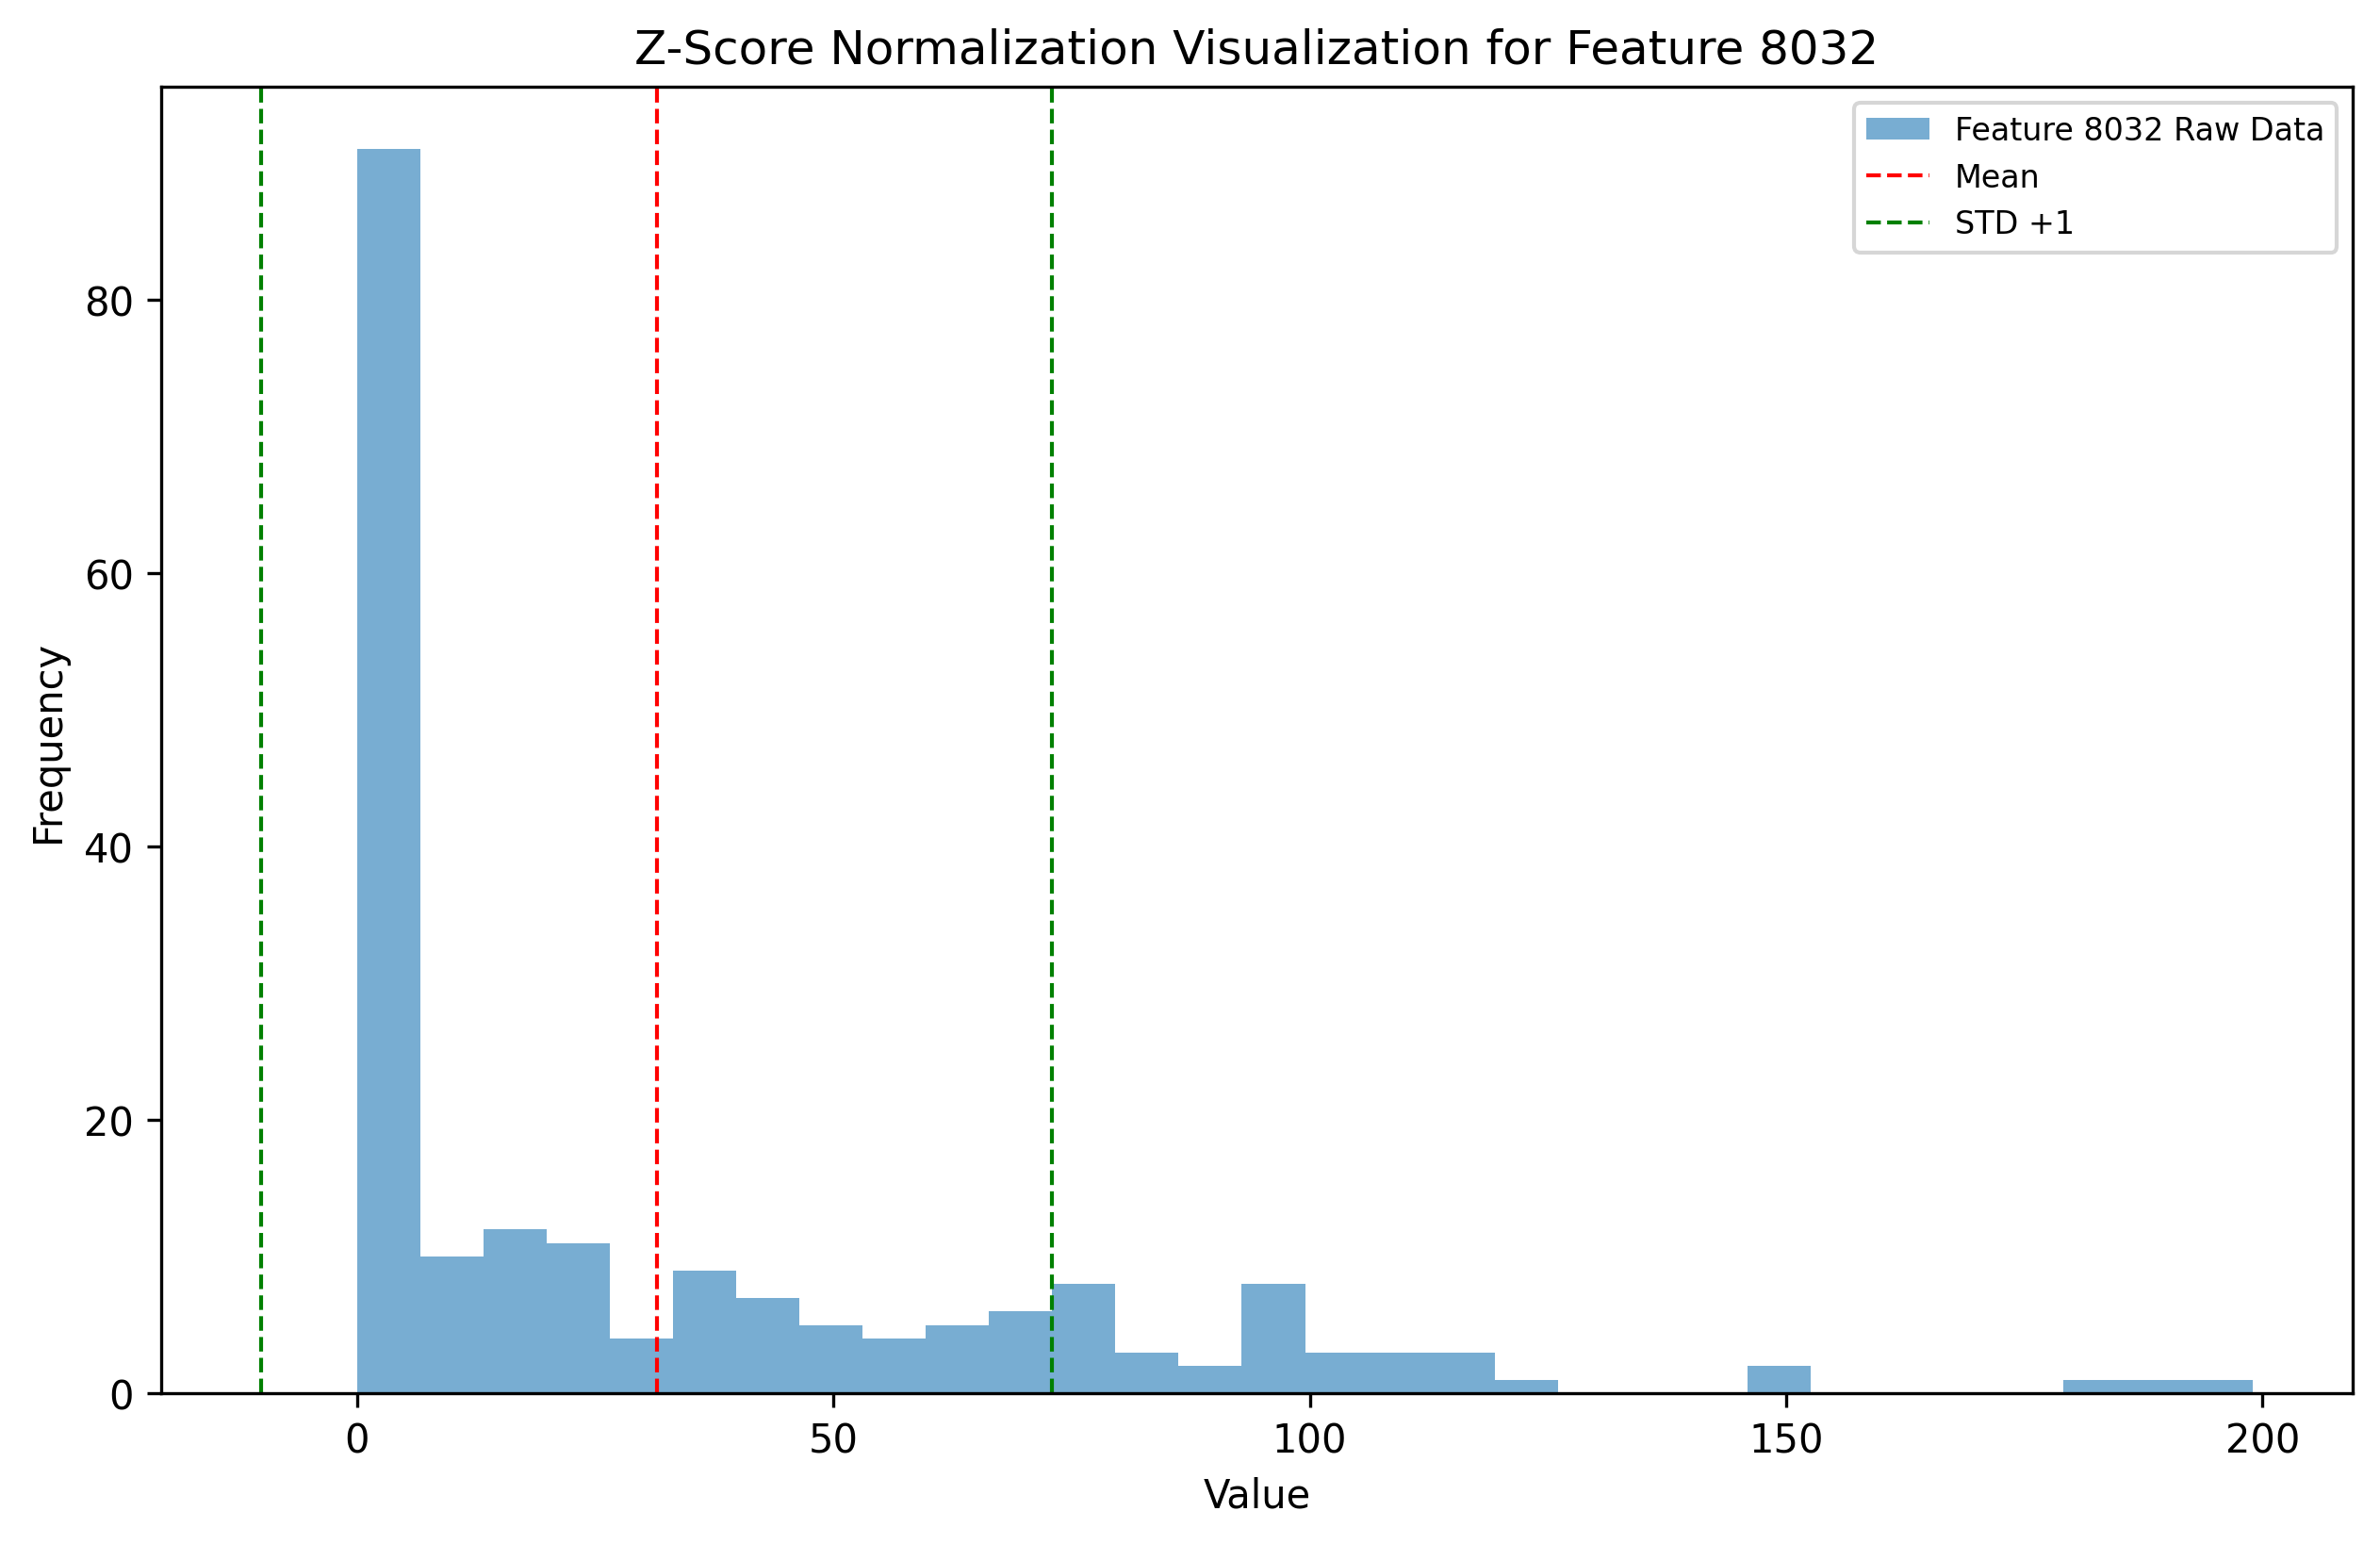 Z-Score Normalization Visualization for Feature 8032
Feature 8032 Raw Data
Mean
STD +1
80
60
40
20
0
Frequency
0 50 100 150 200
Value